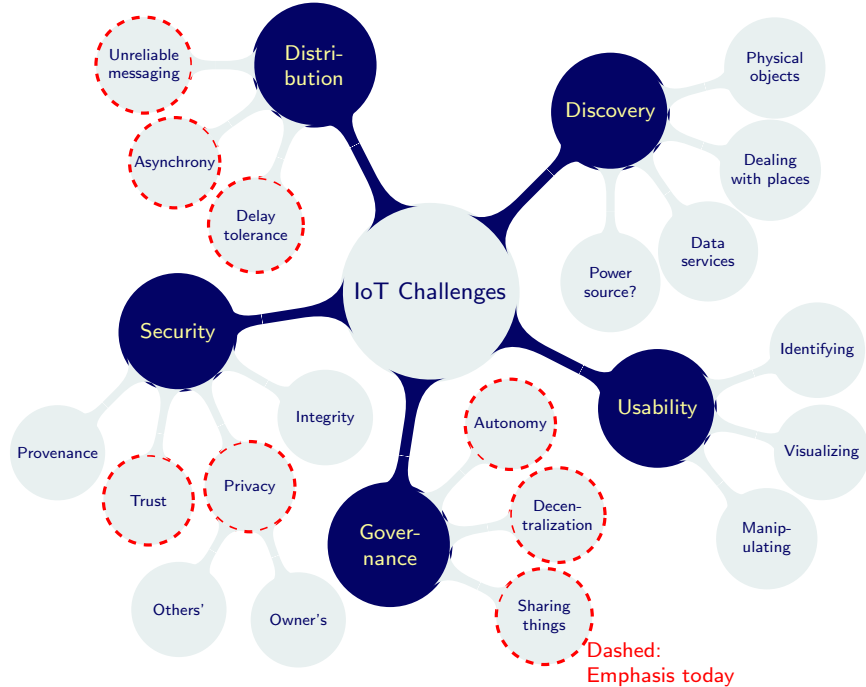 Unreliable
messaging
Distri-
bution
Asynchrony
Delay
tolerance
Discovery
Physical
objects
Dealing
with places
Data
services
Power
source?
IoT Challenges
Security
Provenance
Trust
Privacy
Integrity
Others'
Owner's
Gover-
nance
Autonomy
Decen-
tralization
Sharing
things
Usability
Identifying
Visualizing
Manip-
ulating
Dashed:
Emphasis today